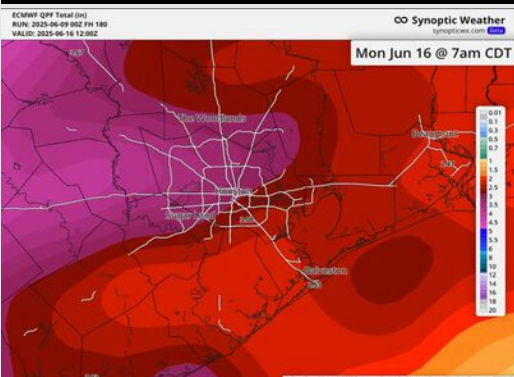 ECMWF QPF Total (in)
RUN: 2025-06-09 00Z FH 180
VALID: 2025-06-16 12:00Z
Synoptic Weather
synopticwx.com Beta
Mon Jun 16 @ 7am CDT
The Woodlands
Beaumont
Houston
Sugar Land
Galveston
0.01
0.1
0.3
0.5
0.7
1
1.5
2
2.5
3
3.5
4
4.5
5
5.5
6
8
10
12
14
16
18
20